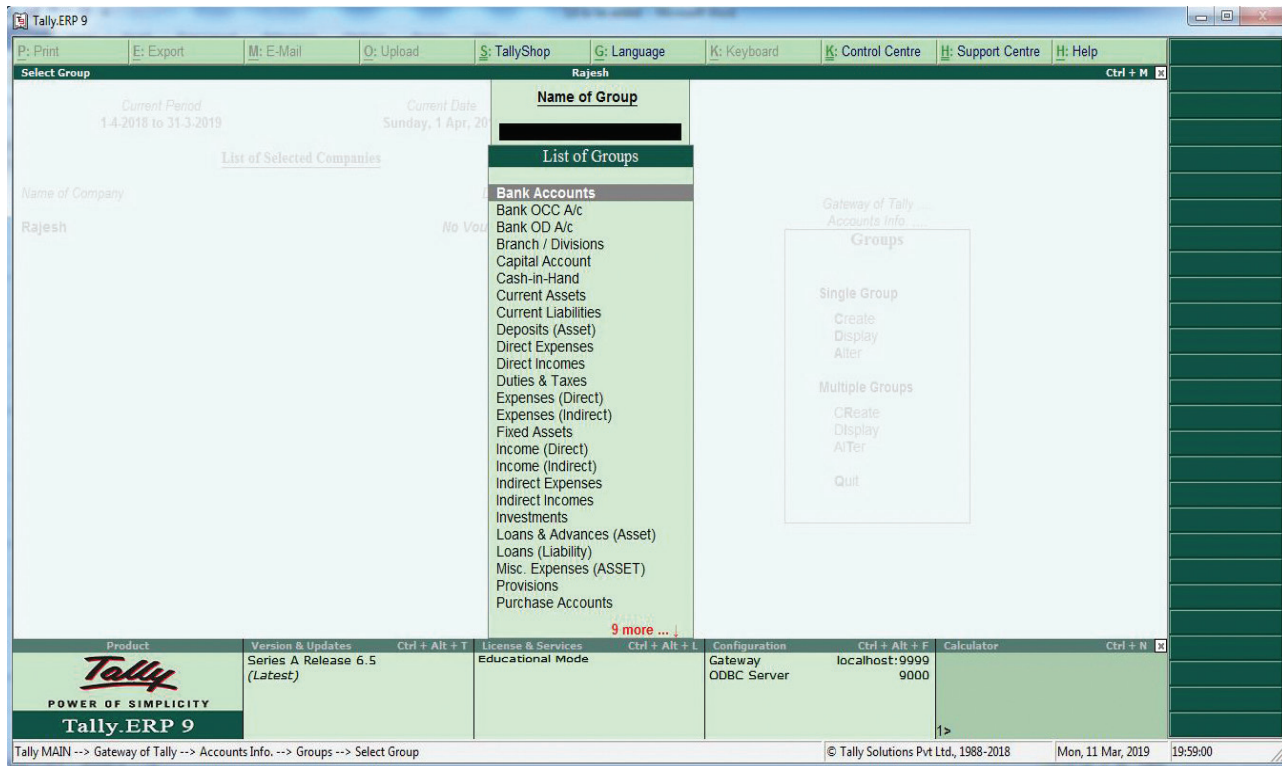 Tally.ERP 9
P: Print E: Export M: E-Mail O: Upload S: TallyShop G: Language K: Keyboard K: Control Centre H: Support Centre H: Help
Select Group Rajesh Ctrl + M
Current Period Current Date
1-4-2018 to 31-3-2019 Sunday, 1 Apr, 20
List of Selected Companies
Name of Company
Rajesh No Vou
Name of Group
List of Groups
Bank Accounts
Bank OCC A/c
Bank OD A/c
Branch / Divisions
Capital Account
Cash-in-Hand
Current Assets
Current Liabilities
Deposits (Asset)
Direct Expenses
Direct Incomes
Duties & Taxes
Expenses (Direct)
Expenses (Indirect)
Fixed Assets
Income (Direct)
Income (Indirect)
Indirect Expenses
Indirect Incomes
Investments
Loans & Advances (Asset)
Loans (Liability)
Misc. Expenses (ASSET)
Provisions
Purchase Accounts
9 more ... ↓
Gateway of Tally ....
Accounts Info. ....
Groups
Single Group
Create
Display
Alter
Multiple Groups
CReate
DIsplay
AlTer
Quit
Product
Tally
POWER OF SIMPLICITY
Tally.ERP 9
Version & Updates Ctrl + Alt + T
Series A Release 6.5
(Latest)
License & Services Ctrl + Alt + L
Educational Mode
Configuration Ctrl + Alt + F
Gateway localhost:9999
ODBC Server 9000
Calculator Ctrl + N
1>
Tally MAIN --> Gateway of Tally --> Accounts Info. --> Groups --> Select Group © Tally Solutions Pvt Ltd., 1988-2018 Mon, 11 Mar, 2019 19:59:00